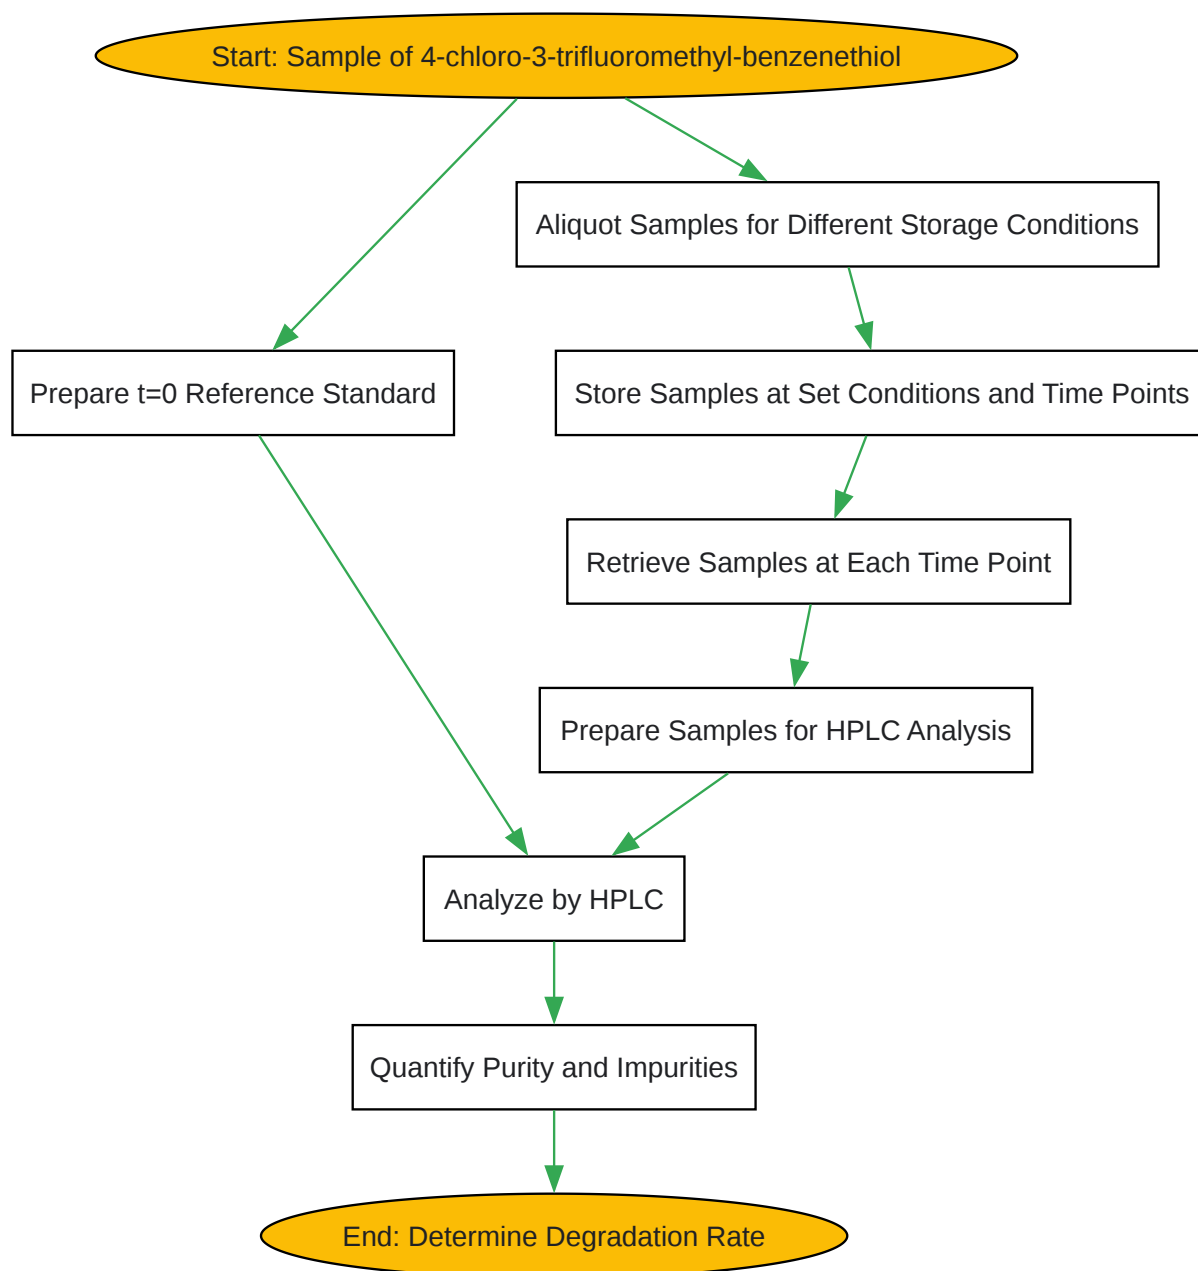 Start: Sample of 4-chloro-3-trifluoromethyl-benzenethiol
Aliquot Samples for Different Storage Conditions
Prepare t=0 Reference Standard
Store Samples at Set Conditions and Time Points
Retrieve Samples at Each Time Point
Prepare Samples for HPLC Analysis
Analyze by HPLC
Quantify Purity and Impurities
End: Determine Degradation Rate